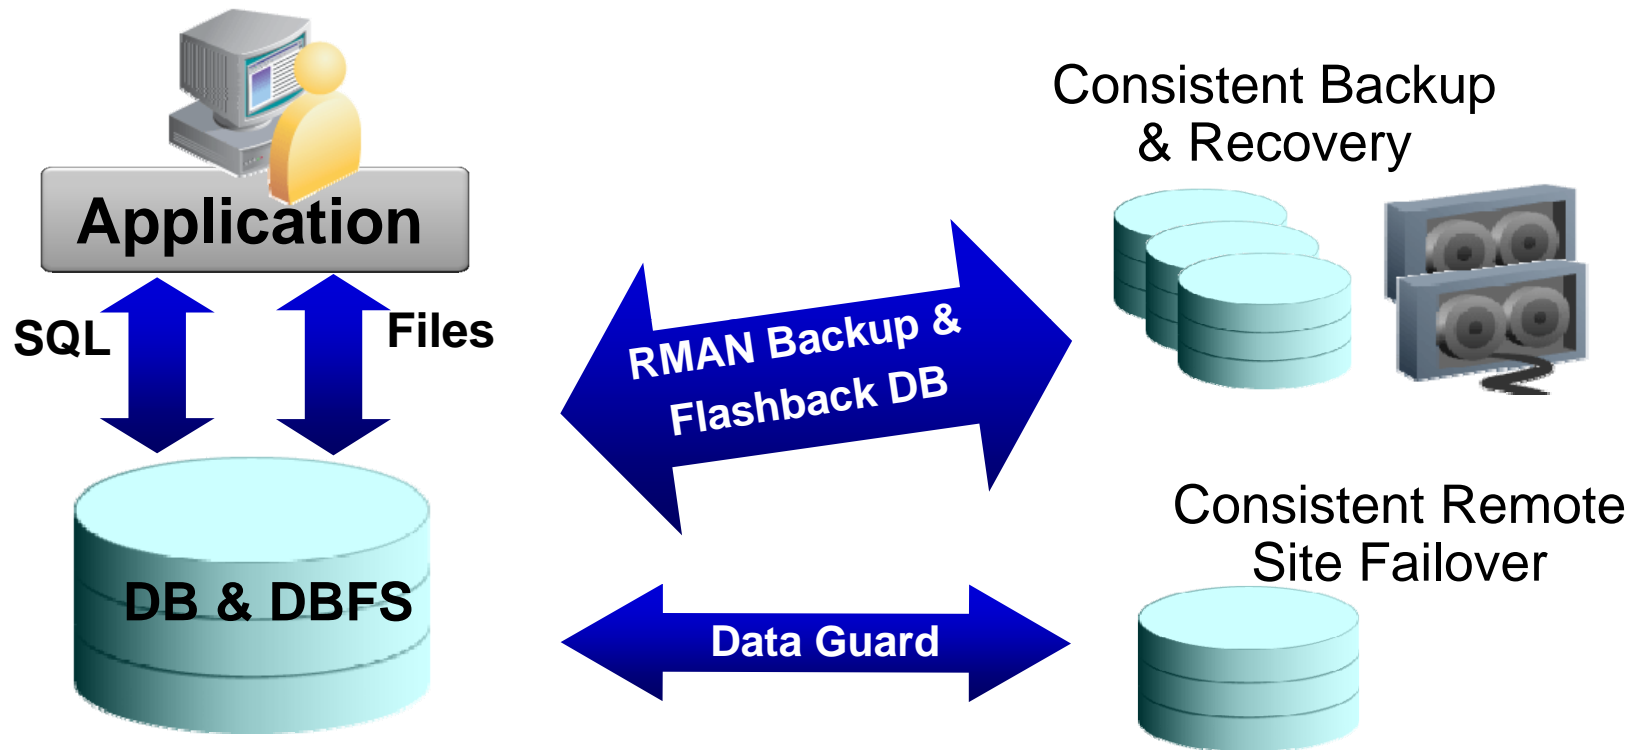 Application
SQL
Files
DB & DBFS
RMAN Backup &
Flashback DB
Data Guard
Consistent Backup
& Recovery
Consistent Remote
Site Failover